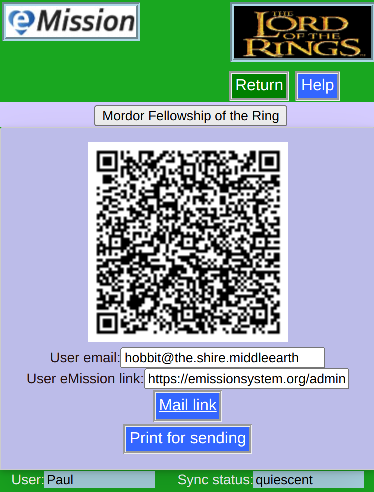 eMission
THE
LORD
OF THE
RINGS
Return Help
Mordor Fellowship of the Ring
User email: hobbit@the.shire.middleearth
User eMission link: https://emissionsystem.org/admin
Mail link
Print for sending
User: Paul Sync status: quiescent